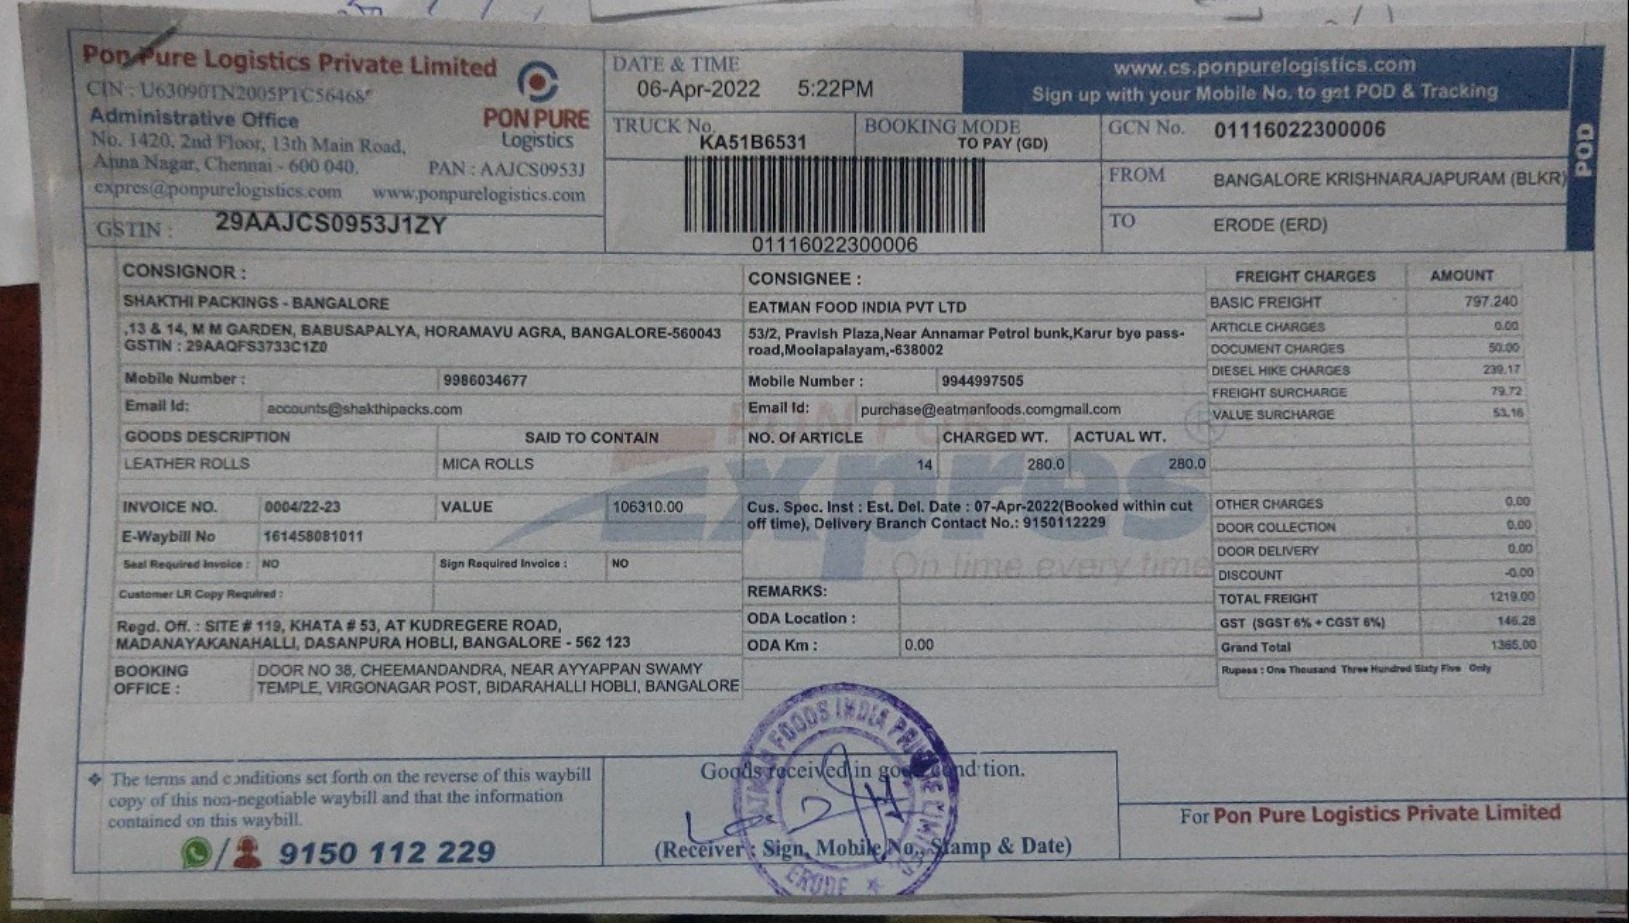 Pon Pure Logistics Private Limited
CIN : U63090TN2005PTC56468
Administrative Office
No. 1420, 2nd Floor, 13th Main Road,
Anna Nagar, Chennai - 600 040.
PAN : AAJCS0953J
expres@ponpurelogistics.com www.ponpurelogistics.com
PON PURE
Logistics
GSTIN : 29AAJCS0953J1ZY
DATE & TIME
06-Apr-2022 5:22PM
TRUCK No.
KA51B6531
BOOKING MODE
TO PAY (GD)
01116022300006
www.cs.ponpurelogistics.com
Sign up with your Mobile No. to get POD & Tracking
GCN No. 01116022300006
FROM BANGALORE KRISHNARAJAPURAM (BLKR)
TO ERODE (ERD)
POD
CONSIGNOR :
SHAKTHI PACKINGS - BANGALORE
,13 & 14, M M GARDEN, BABUSAPALYA, HORAMAVU AGRA, BANGALORE-560043
GSTIN : 29AAQFS3733C1Z0
Mobile Number : 9986034677
Email Id: accounts@shakthipacks.com
CONSIGNEE :
EATMAN FOOD INDIA PVT LTD
53/2, Pravish Plaza,Near Annamar Petrol bunk,Karur bye pass-
road,Moolapalayam,-638002
Mobile Number : 9944997505
Email Id: purchase@eatmanfoods.comgmail.com
GOODS DESCRIPTION SAID TO CONTAIN NO. Of ARTICLE CHARGED WT. ACTUAL WT.
LEATHER ROLLS MICA ROLLS 14 280.0 280.0
INVOICE NO. 0004/22-23 VALUE 106310.00
E-Waybill No 161458081011
Seal Required Invoice : NO Sign Required Invoice : NO
Customer LR Copy Required :
Regd. Off. : SITE # 119, KHATA # 53, AT KUDREGERE ROAD,
MADANAYAKANAHALLI, DASANPURA HOBLI, BANGALORE - 562 123
BOOKING OFFICE : DOOR NO 38, CHEEMANDANDRA, NEAR AYYAPPAN SWAMY
TEMPLE, VIRGONAGAR POST, BIDARAHALLI HOBLI, BANGALORE
Cus. Spec. Inst : Est. Del. Date : 07-Apr-2022(Booked within cut
off time), Delivery Branch Contact No.: 9150112229
PON PURE
Expres
On time every time
REMARKS:
ODA Location :
ODA Km : 0.00
FREIGHT CHARGES AMOUNT
BASIC FREIGHT 797.240
ARTICLE CHARGES 0.00
DOCUMENT CHARGES 50.00
DIESEL HIKE CHARGES 239.17
FREIGHT SURCHARGE 79.72
VALUE SURCHARGE 53.16
OTHER CHARGES 0.00
DOOR COLLECTION 0.00
DOOR DELIVERY 0.00
DISCOUNT -0.00
TOTAL FREIGHT 1219.00
GST (SGST 6% + CGST 6%) 146.28
Grand Total 1365.00
Rupees : One Thousand Three Hundred Sixty Five Only
❖ The terms and conditions set forth on the reverse of this waybill
copy of this non-negotiable waybill and that the information
contained on this waybill.
9150 112 229
Goods received in good condition.
(Receiver : Sign, Mobile No., Stamp & Date)
EATMAN FOODS INDIA PRIVATE LIMITED
ERODE
For Pon Pure Logistics Private Limited